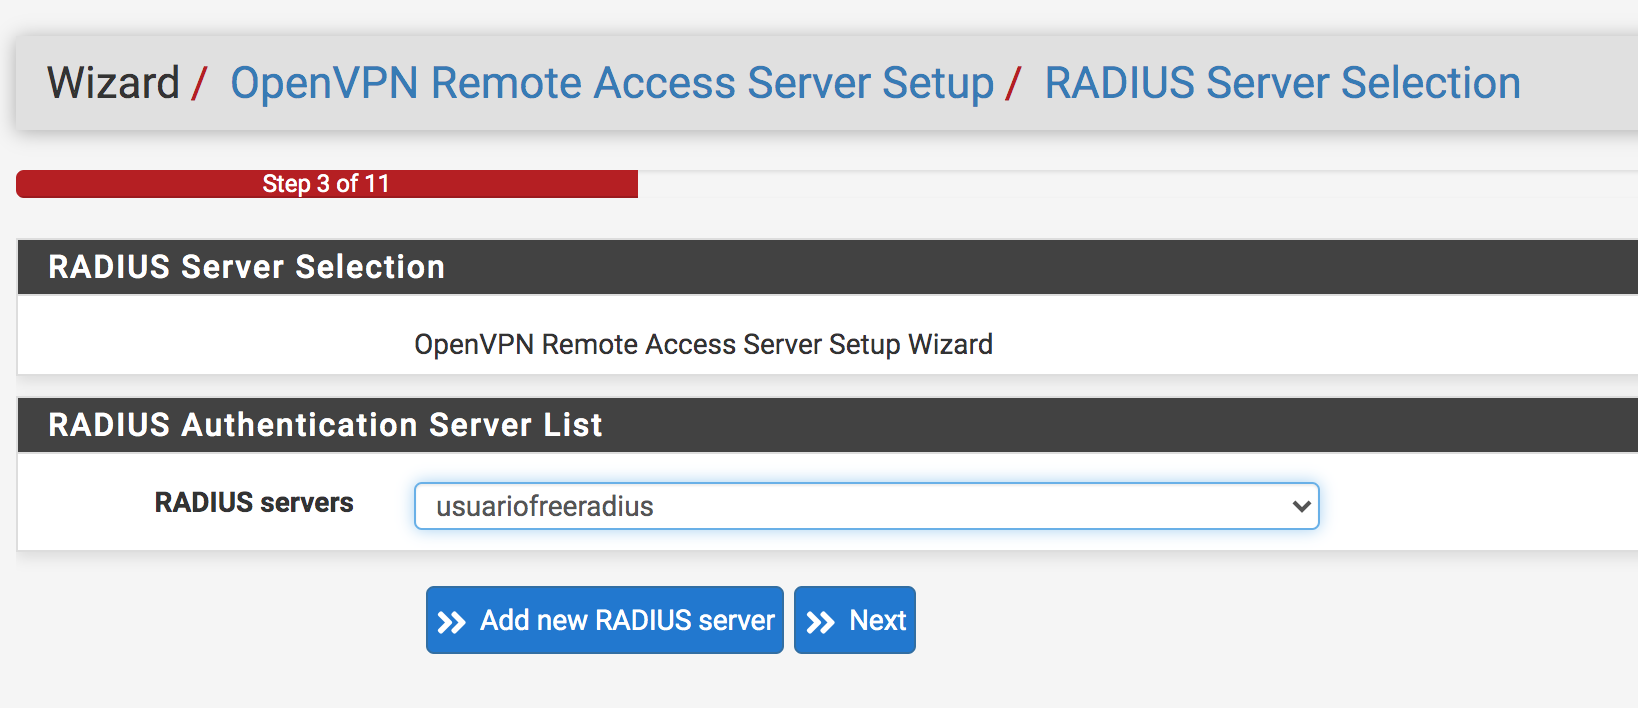 Wizard / OpenVPN Remote Access Server Setup / RADIUS Server Selection
Step 3 of 11
RADIUS Server Selection
OpenVPN Remote Access Server Setup Wizard
RADIUS Authentication Server List
RADIUS servers usuariofreeradius
Add new RADIUS server Next